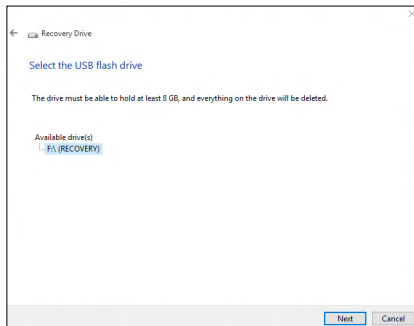 Recovery Drive
Select the USB flash drive
The drive must be able to hold at least 8 GB, and everything on the drive will be deleted.
Available drive(s)
F:\ (RECOVERY)
Next Cancel